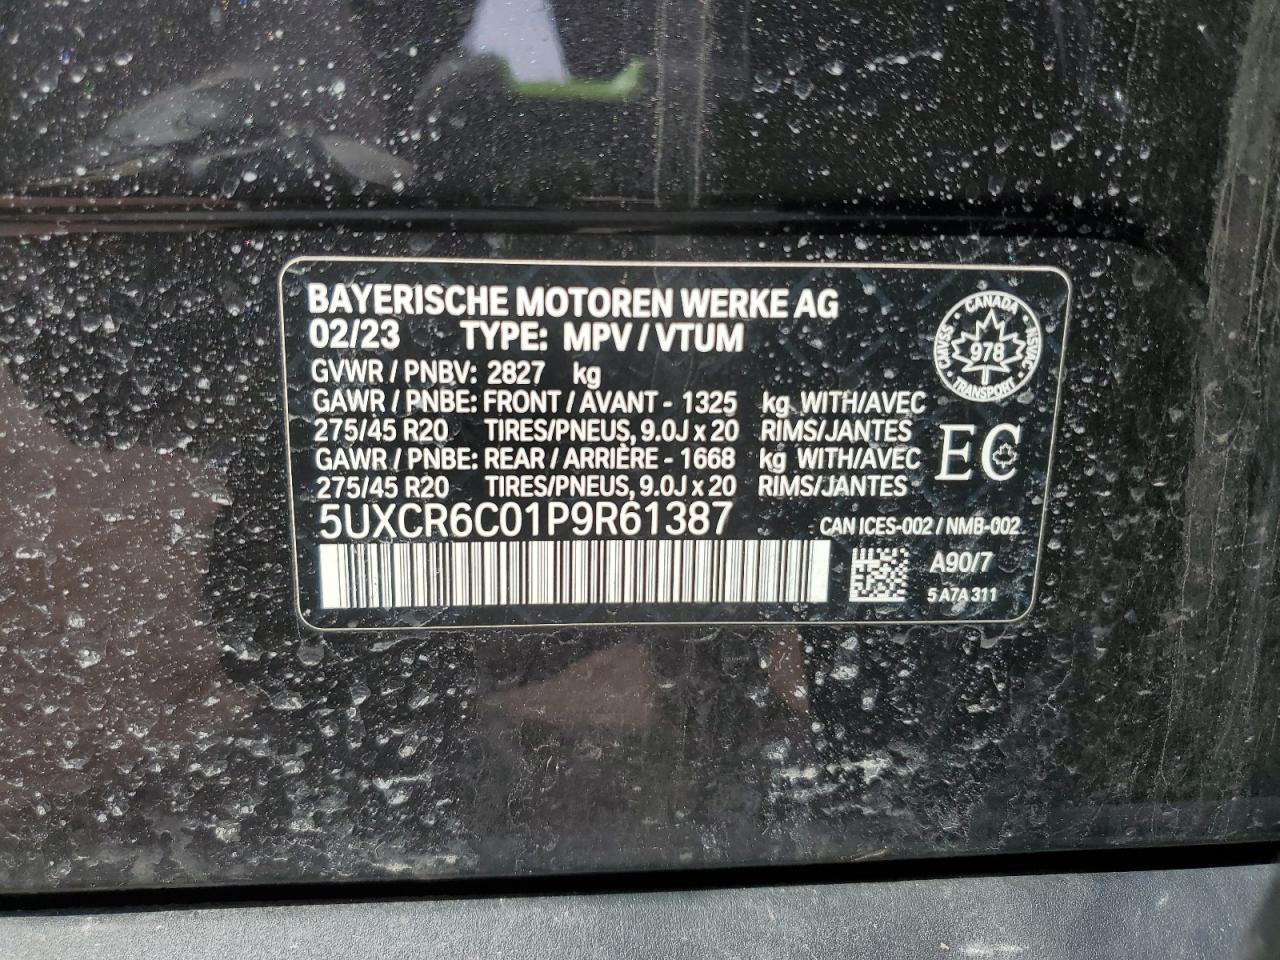 BAYERISCHE MOTOREN WERKE AG
02/23 TYPE: MPV / VTUM
GVWR / PNBV: 2827 kg
GAWR / PNBE: FRONT / AVANT - 1325 kg WITH/AVEC
275/45 R20 TIRES/PNEUS, 9.0J x 20 RIMS/JANTES
GAWR / PNBE: REAR / ARRIÈRE - 1668 kg WITH/AVEC
275/45 R20 TIRES/PNEUS, 9.0J x 20 RIMS/JANTES
5UXCR6C01P9R61387
CANADA
CMVSS 978 NSVAC
TRANSPORT
EC
CAN ICES-002 / NMB-002
A90/7
5 A7A 311